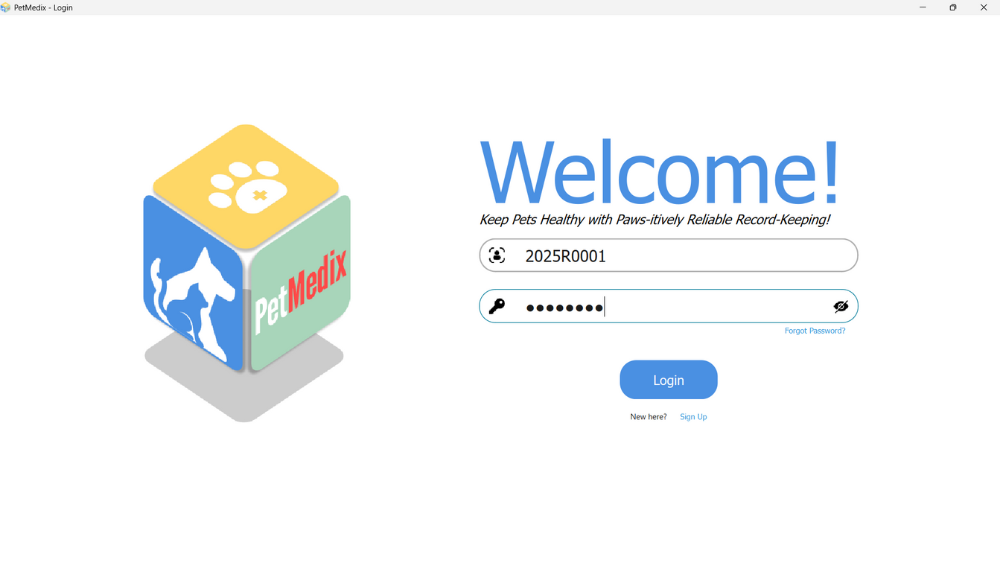 PetMedix - Login
Welcome!
Keep Pets Healthy with Paws-itively Reliable Record-Keeping!
2025R0001
●●●●●●●●
Forgot Password?
Login
New here? Sign Up
PetMedix